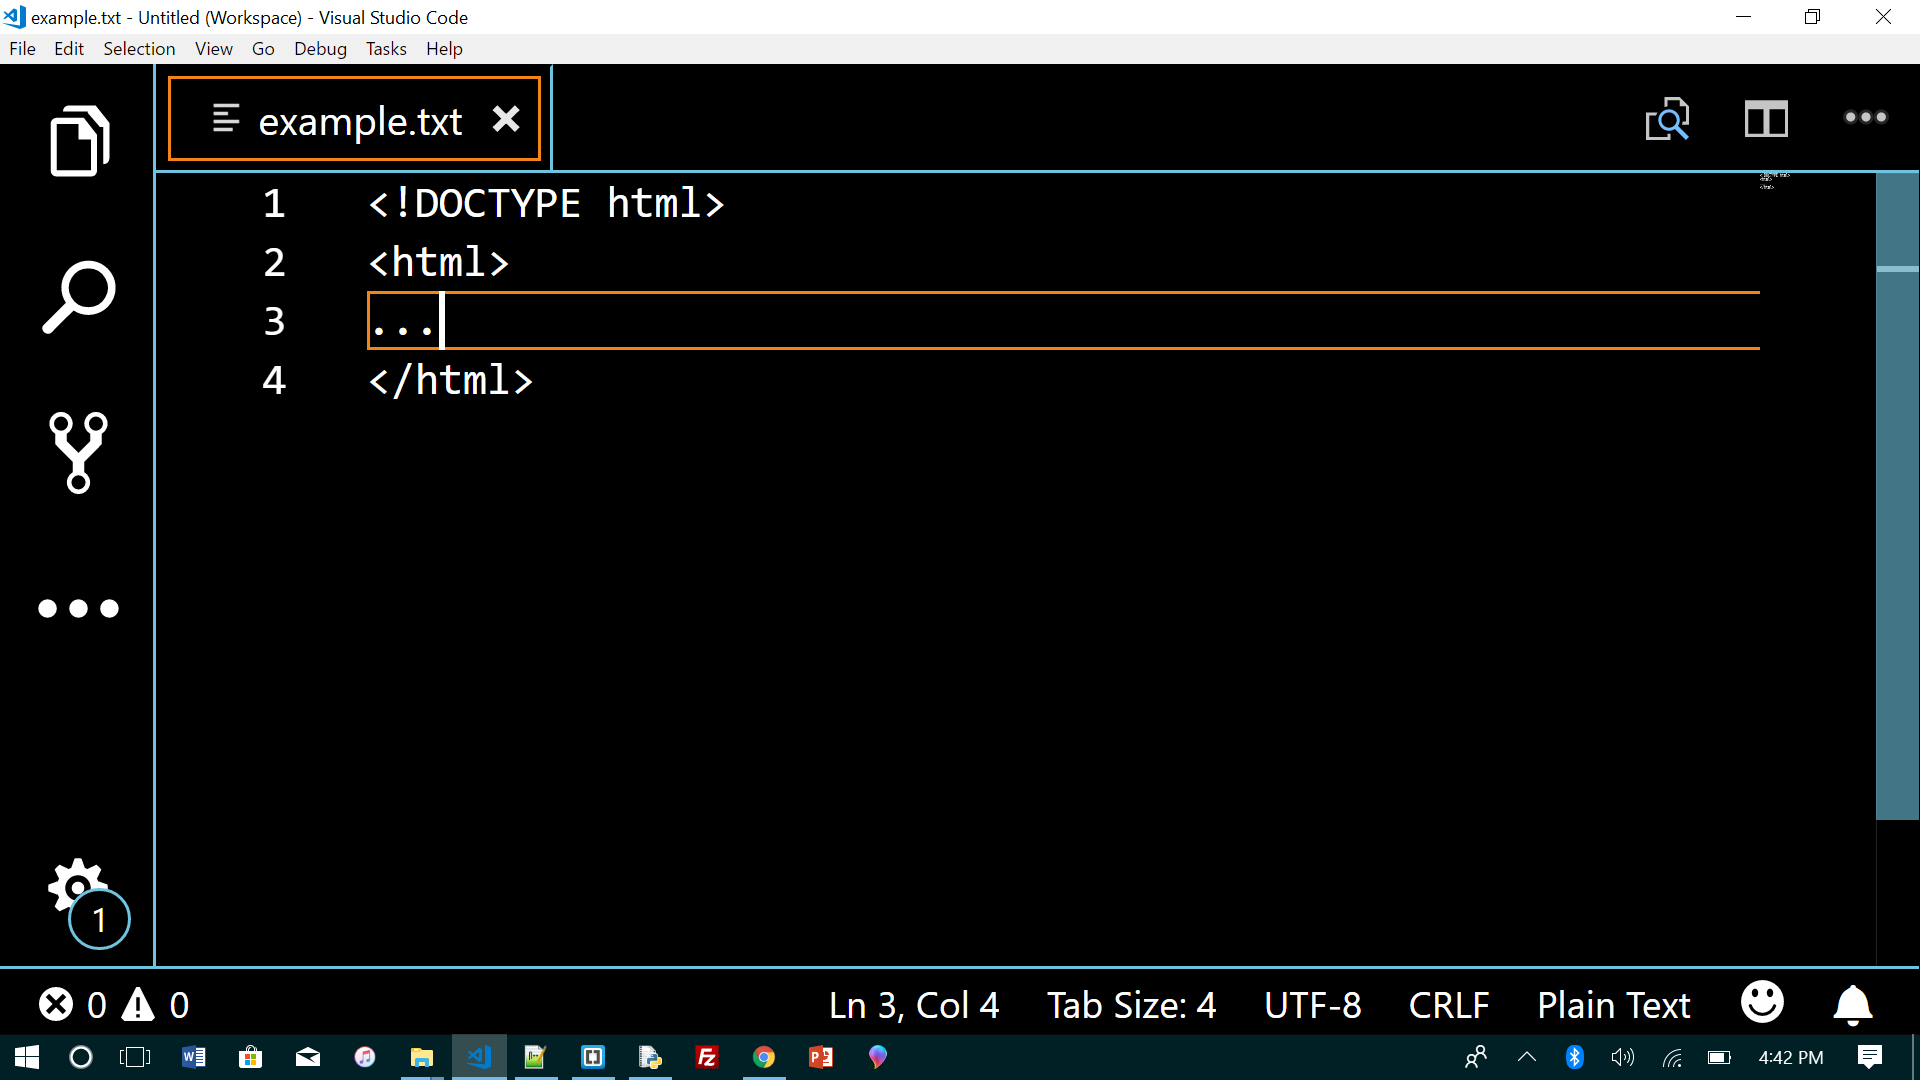 example.txt - Untitled (Workspace) - Visual Studio Code
File Edit Selection View Go Debug Tasks Help
example.txt
1 <!DOCTYPE html>
2 <html>
3 ...
4 </html>
1
0 0 Ln 3, Col 4 Tab Size: 4 UTF-8 CRLF Plain Text
4:42 PM